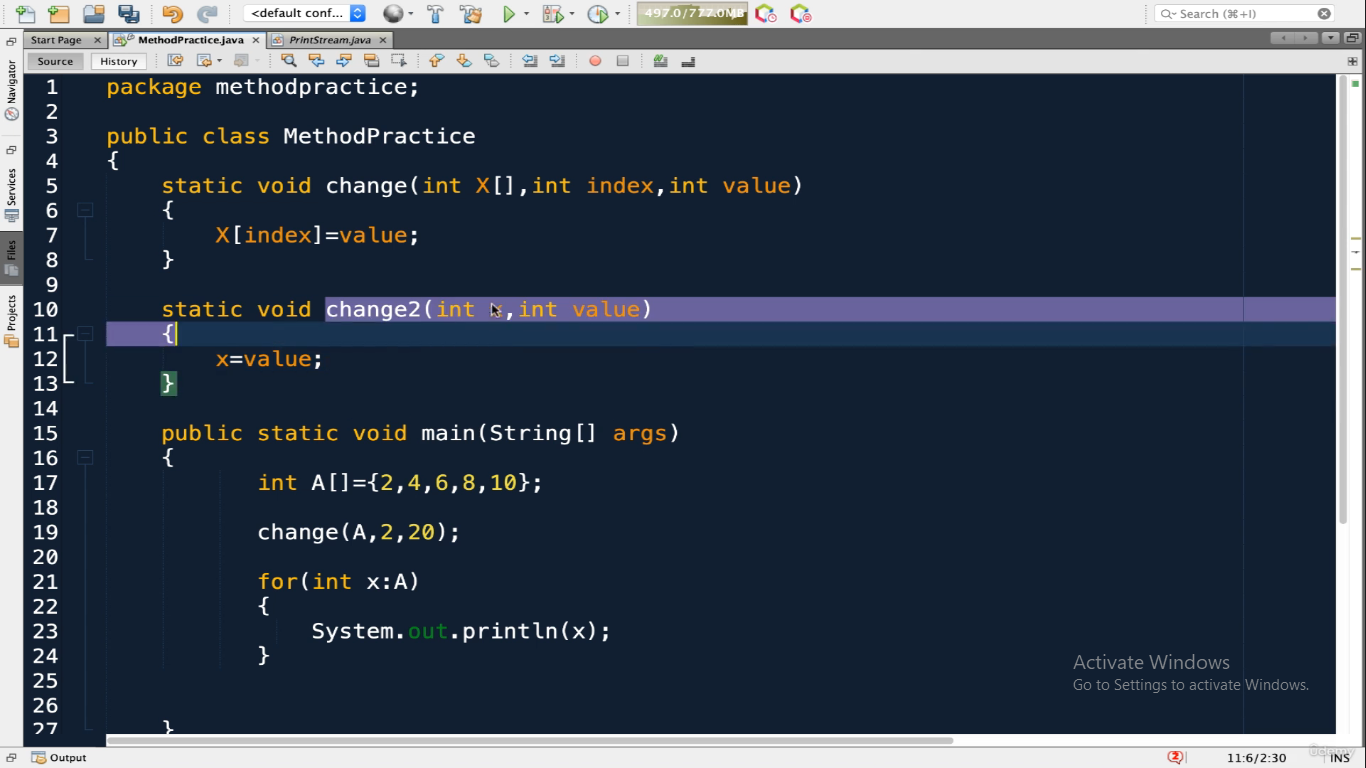 <default conf...
497.0/777.0MB
Search (⌘+I)
Start Page
MethodPractice.java
PrintStream.java
Source
History
Navigator
Services
Files
Projects
1 package methodpractice;
2
3 public class MethodPractice
4 {
5 static void change(int X[],int index,int value)
6 {
7 X[index]=value;
8 }
9
10 static void change2(int x,int value)
11 {
12 x=value;
13 }
14
15 public static void main(String[] args)
16 {
17 int A[]={2,4,6,8,10};
18
19 change(A,2,20);
20
21 for(int x:A)
22 {
23 System.out.println(x);
24 }
25
26
27 }
Activate Windows
Go to Settings to activate Windows.
Output
2
11:6/2:30
INS
udemy